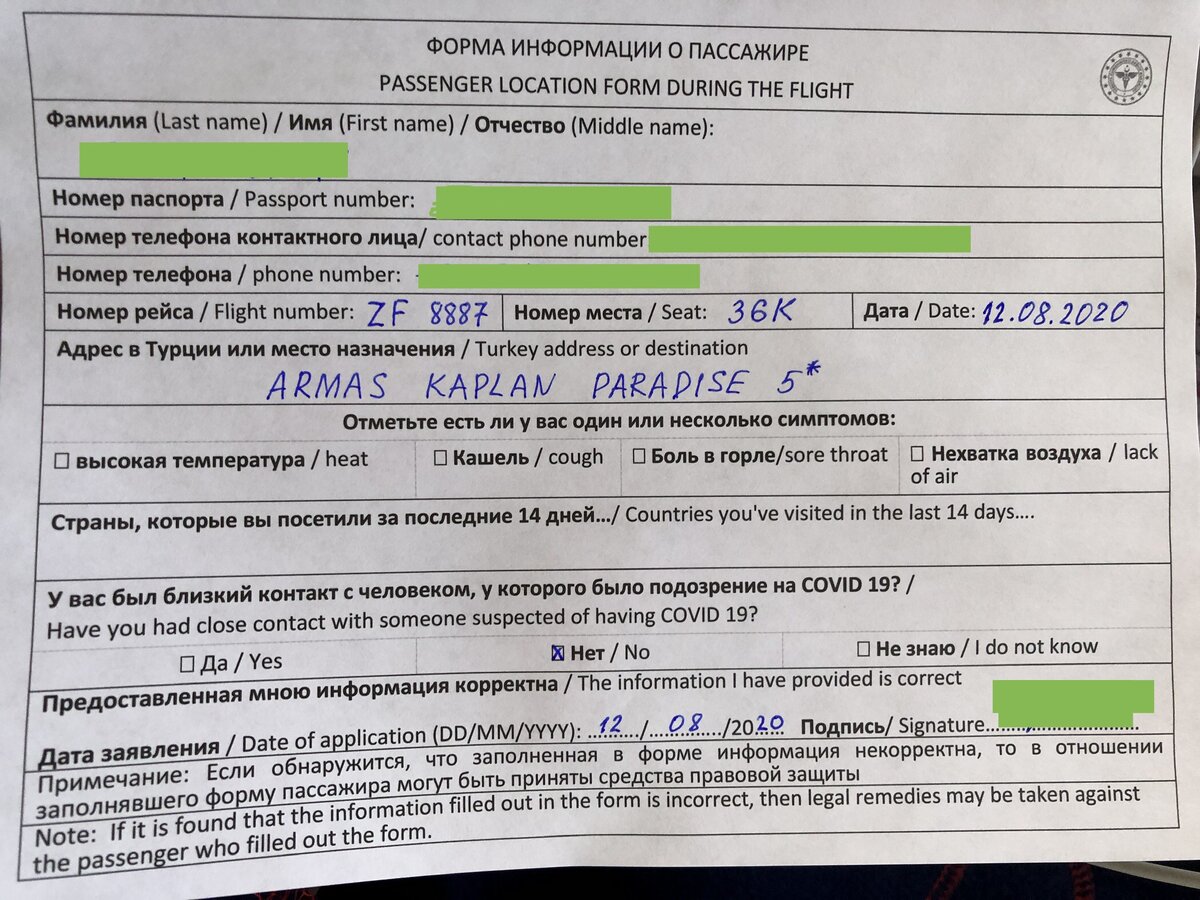 ФОРМА ИНФОРМАЦИИ О ПАССАЖИРЕ
PASSENGER LOCATION FORM DURING THE FLIGHT
Фамилия (Last name) / Имя (First name) / Отчество (Middle name):
Номер паспорта / Passport number:
Номер телефона контактного лица/ contact phone number
Номер телефона / phone number:
Номер рейса / Flight number: ZF 8887 Номер места / Seat: 36K Дата / Date: 12.08.2020
Адрес в Турции или место назначения / Turkey address or destination
ARMAS KAPLAN PARADISE 5*
Отметьте есть ли у вас один или несколько симптомов:
☐ высокая температура / heat ☐ Кашель / cough ☐ Боль в горле/sore throat ☐ Нехватка воздуха / lack
of air
Страны, которые вы посетили за последние 14 дней.../ Countries you've visited in the last 14 days....
У вас был близкий контакт с человеком, у которого было подозрение на COVID 19? /
Have you had close contact with someone suspected of having COVID 19?
☐ Да / Yes ☒ Нет / No ☐ Не знаю / I do not know
Предоставленная мною информация корректна / The information I have provided is correct
Дата заявления / Date of application (DD/MM/YYYY): ...12..../....08....../2020 Подпись/ Signature...............................
Примечание: Если обнаружится, что заполненная в форме информация некорректна, то в отношении
заполнявшего форму пассажира могут быть приняты средства правовой защиты
Note: If it is found that the information filled out in the form is incorrect, then legal remedies may be taken against
the passenger who filled out the form.